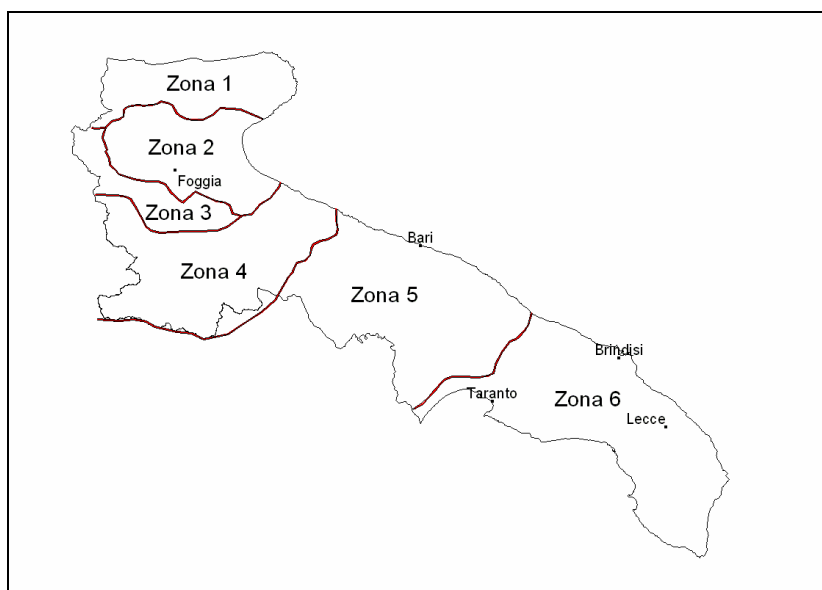 Zona 1
Zona 2
Foggia
Zona 3
Bari
Zona 4
Zona 5
Brindisi
Taranto
Zona 6
Lecce